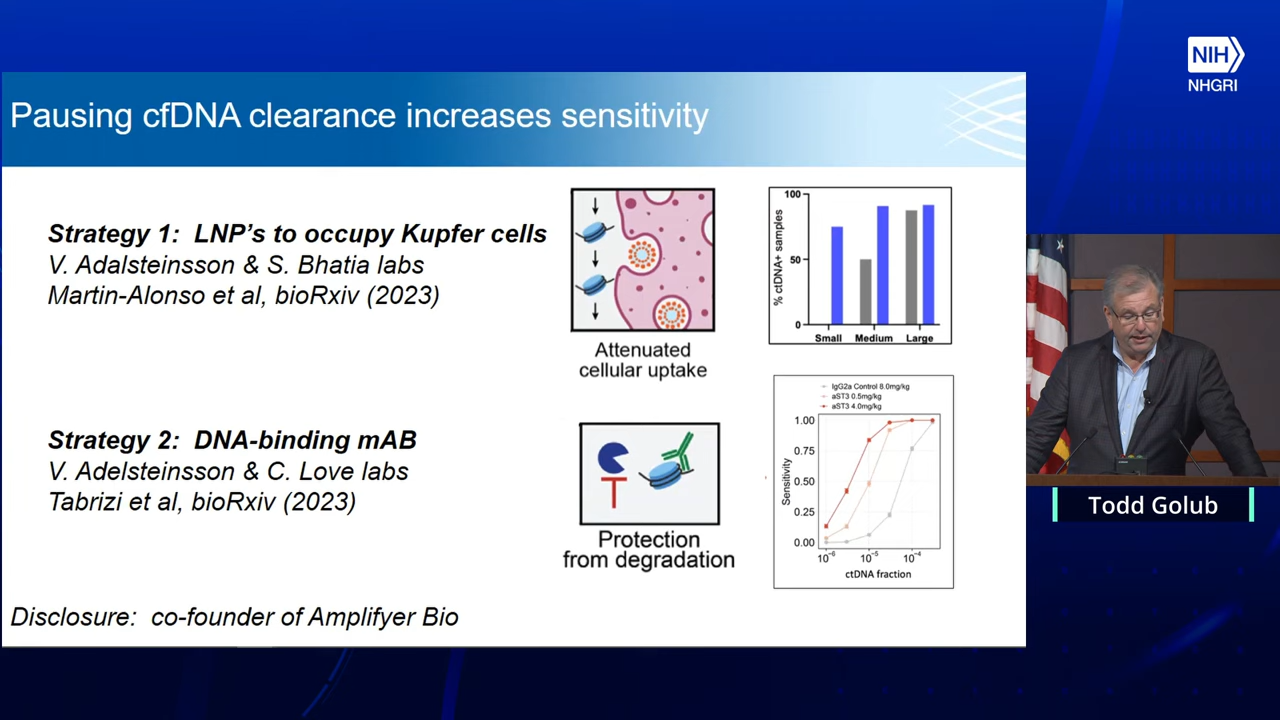 NIH
NHGRI
Pausing cfDNA clearance increases sensitivity
Strategy 1: LNP's to occupy Kupfer cells
V. Adalsteinsson & S. Bhatia labs
Martin-Alonso et al, bioRxiv (2023)
Attenuated
cellular uptake
% ctDNA+ samples
100
50
0
Small Medium Large
Strategy 2: DNA-binding mAB
V. Adelsteinsson & C. Love labs
Tabrizi et al, bioRxiv (2023)
Protection
from degradation
IgG2a Control 8.0mg/kg
aST3 0.5mg/kg
aST3 4.0mg/kg
Sensitivity
1.00
0.75
0.50
0.25
0.00
10⁻⁶ 10⁻⁵ 10⁻⁴
ctDNA fraction
Disclosure: co-founder of Amplifyer Bio
Todd Golub